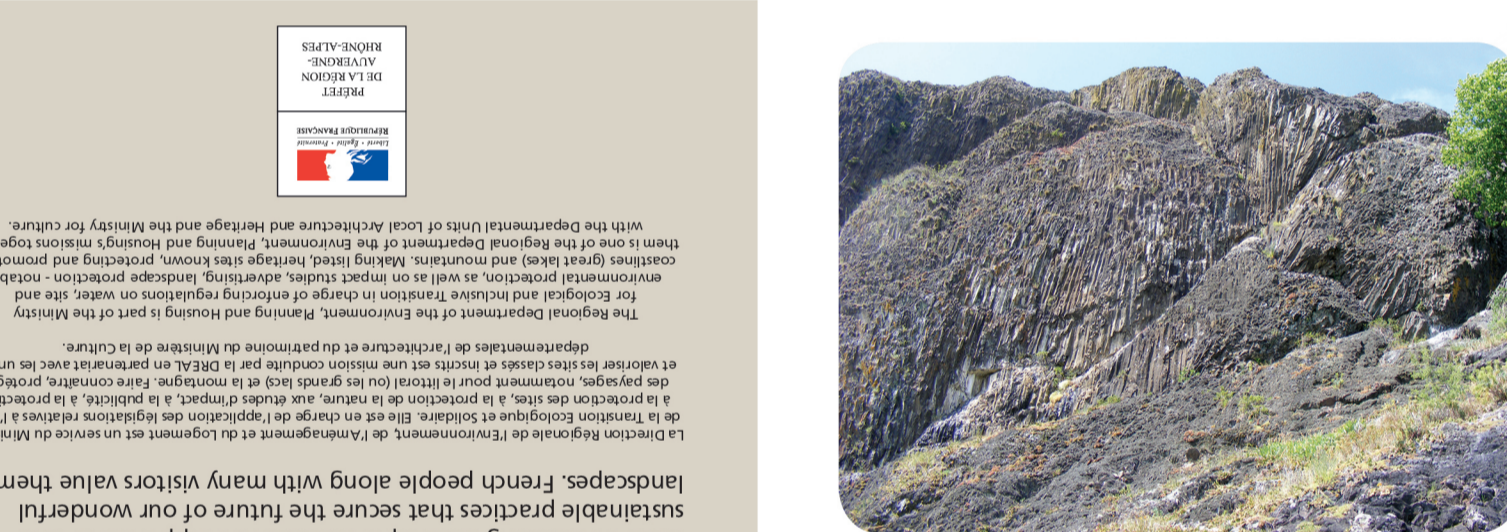 sustainable practices that secure the future of our wonderful
landscapes. French people along with many visitors value them
La Direction Régionale de l'Environnement, de l'Aménagement et du Logement est un service du Mini
de la Transition Ecologique et Solidaire. Elle est en charge de l'application des législations relatives à l'
à la protection des sites, à la protection de la nature, aux études d'impact, à la publicité, à la protecti
des paysages, notamment pour le littoral (ou les grands lacs) et la montagne. Faire connaître, protég
et valoriser les sites classés et inscrits est une mission conduite par la DREAL en partenariat avec les un
départementales de l'architecture et du patrimoine du Ministère de la Culture.
The Regional Department of the Environment, Planning and Housing is part of the Ministry
for Ecological and Inclusive Transition in charge of enforcing regulations on water, site and
environmental protection, as well as on impact studies, advertising, landscape protection - notab
coastlines (great lakes) and mountains. Making listed, heritage sites known, protecting and promot
them is one of the Regional Department of the Environment, Planning and Housing's missions toge
with the Departmental Units of Local Architecture and Heritage and the Ministry for culture.
Liberté • Égalité • Fraternité
RÉPUBLIQUE FRANÇAISE
PRÉFET
DE LA RÉGION
AUVERGNE-
RHÔNE-ALPES